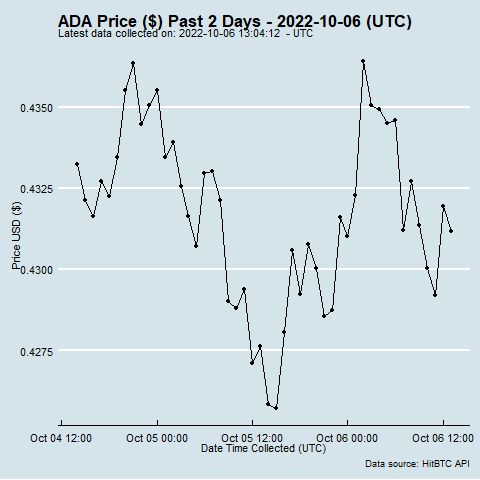 ADA Price ($) Past 2 Days - 2022-10-06 (UTC)
Latest data collected on: 2022-10-06 13:04:12  - UTC
Price USD ($)
0.4350
0.4325
0.4300
0.4275
Oct 04 12:00 Oct 05 00:00 Oct 05 12:00 Oct 06 00:00 Oct 06 12:00
Date Time Collected (UTC)
Data source: HitBTC API